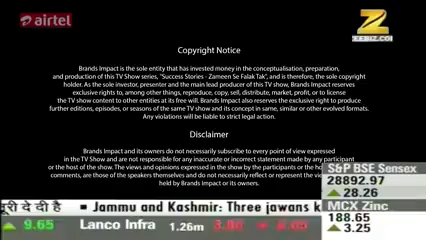 airtel
Copyright Notice
Brands Impact is the sole entity that has invested money in the conceptualisation, preparation,
and production of this TV Show series, "Success Stories - Zameen Se Falak Tak", and is therefore, the sole copyright
holder. As the sole investor, presenter and the main lead producer of this TV show, Brands Impact reserves
exclusive rights to, among other things, reproduce, copy, sell, distribute, market, profit, or to license
the TV show content to other entities at its free will. Brands Impact also reserves the exclusive right to produce
further editions, episodes, or seasons of the same TV show and its concept in same, similar or other evolved formats.
Any violations will be liable to strict legal action.
Disclaimer
Brands Impact and its owners do not necessarily subscribe to every point of view expressed
in the TV Show and are not responsible for any inaccurate or incorrect statement made by any participant
or the host of the show. The views and opinions expressed in the show by the participants or the
comments, are those of the speakers themselves and do not necessarily reflect or represent the
held by Brands Impact or its owners.
S&P BSE Sensex
28892.97
28.26
MCX Zinc
188.65
3.25
दूरी दे दी है
Jammu and Kashmir: Three jawans
9.65
Lanco Infra
1.26m